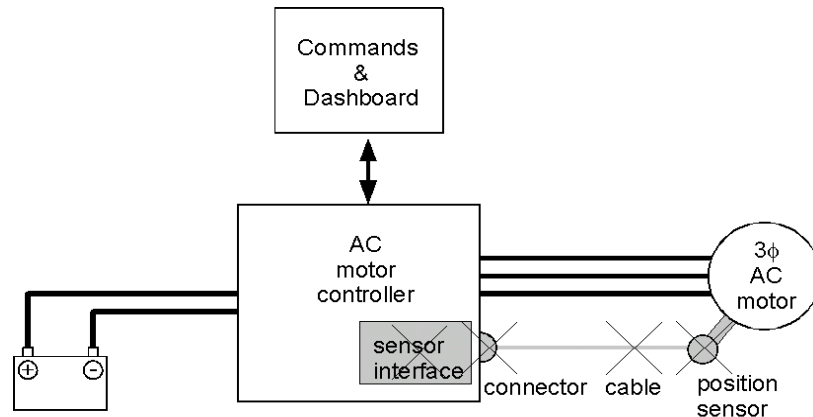 Commands
&
Dashboard
AC
motor
controller
3ϕ
AC
motor
sensor
interface
connector
cable
position
sensor
+
-